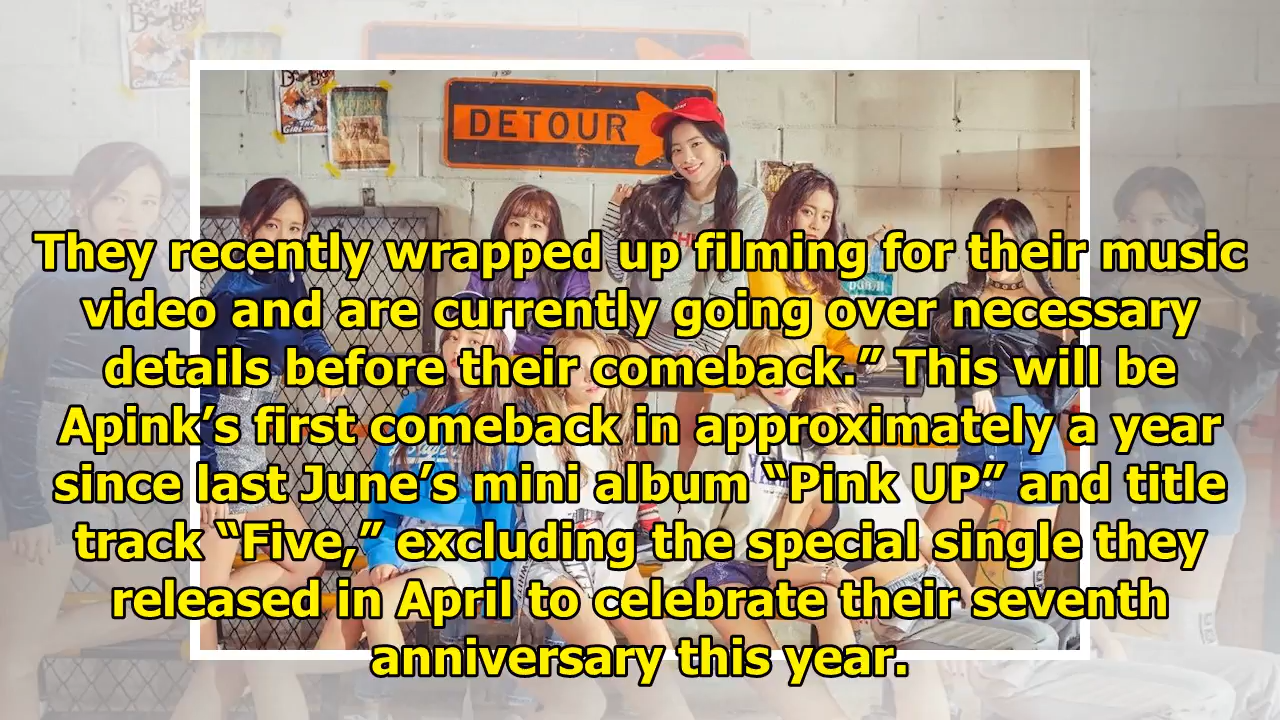 DETOUR
They recently wrapped up filming for their music
video and are currently going over necessary
details before their comeback.” This will be
Apink’s first comeback in approximately a year
since last June’s mini album “Pink UP” and title
track “Five,” excluding the special single they
released in April to celebrate their seventh
anniversary this year.